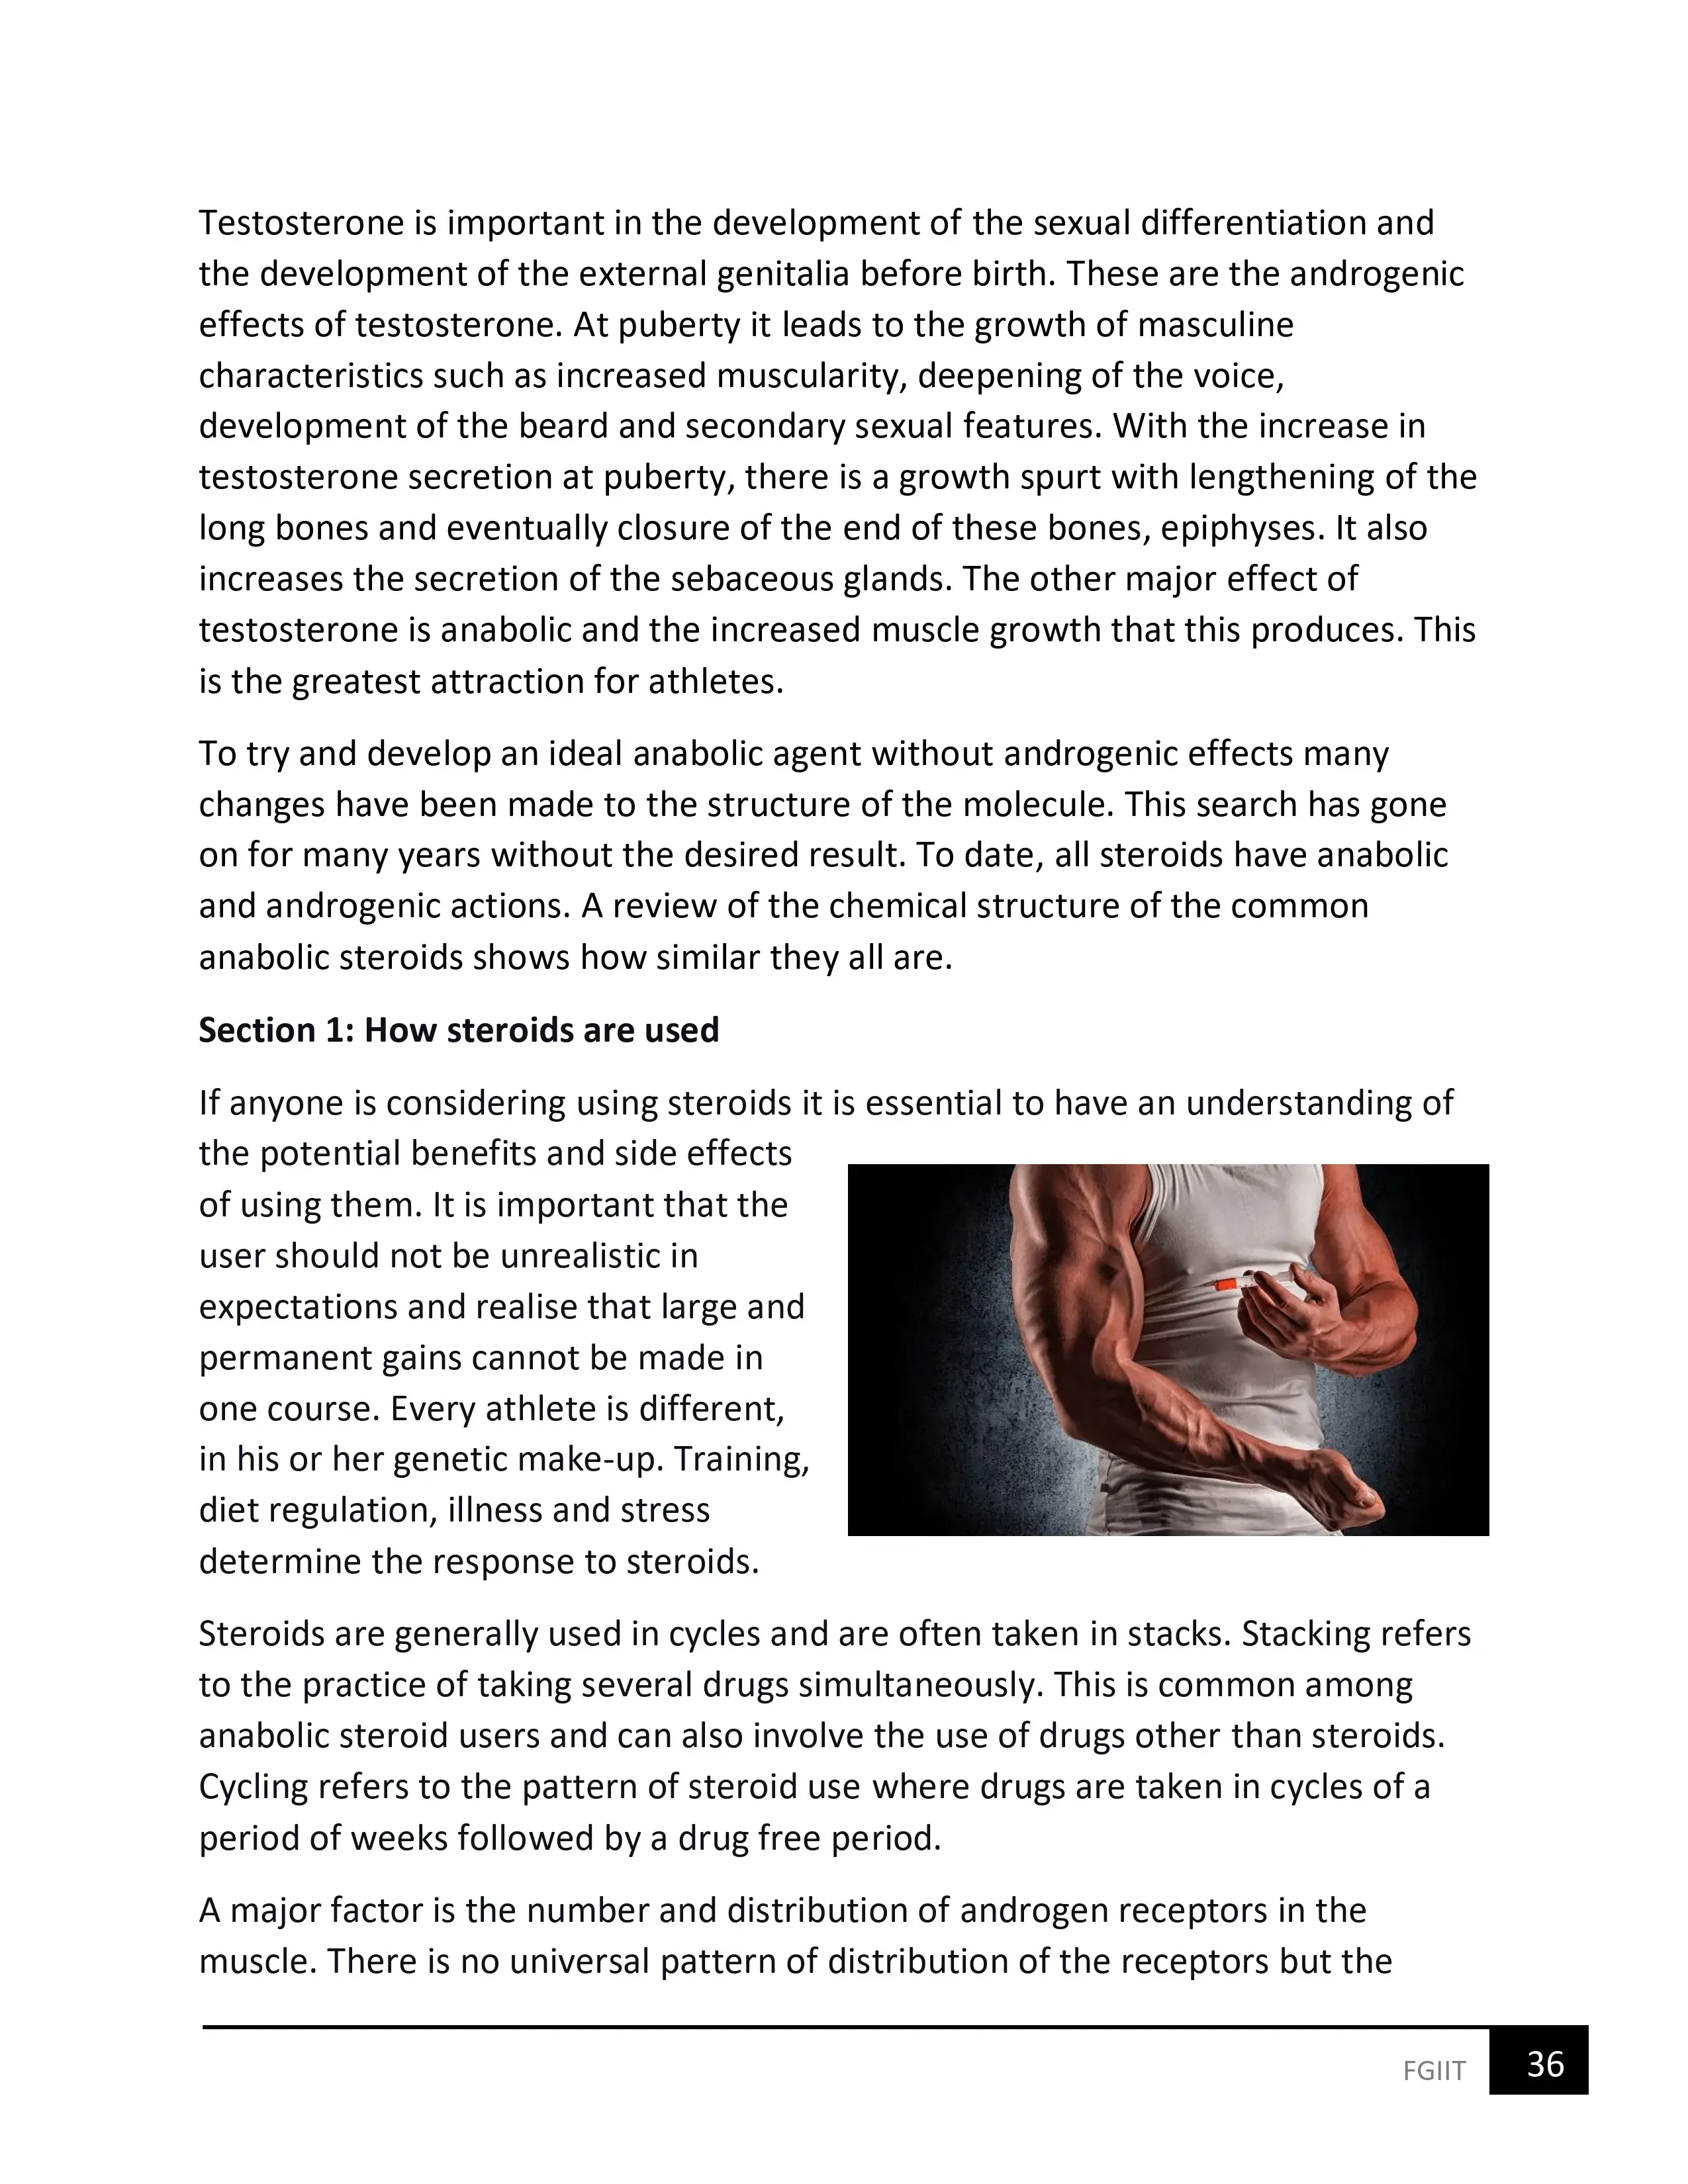 Testosterone is important in the development of the sexual differentiation and
the development of the external genitalia before birth. These are the androgenic
effects of testosterone. At puberty it leads to the growth of masculine
characteristics such as increased muscularity, deepening of the voice,
development of the beard and secondary sexual features. With the increase in
testosterone secretion at puberty, there is a growth spurt with lengthening of the
long bones and eventually closure of the end of these bones, epiphyses. It also
increases the secretion of the sebaceous glands. The other major effect of
testosterone is anabolic and the increased muscle growth that this produces. This
is the greatest attraction for athletes.
To try and develop an ideal anabolic agent without androgenic effects many
changes have been made to the structure of the molecule. This search has gone
on for many years without the desired result. To date, all steroids have anabolic
and androgenic actions. A review of the chemical structure of the common
anabolic steroids shows how similar they all are.
Section 1: How steroids are used
If anyone is considering using steroids it is essential to have an understanding of
the potential benefits and side effects
of using them. It is important that the
user should not be unrealistic in
expectations and realise that large and
permanent gains cannot be made in
one course. Every athlete is different,
in his or her genetic make-up. Training,
diet regulation, illness and stress
determine the response to steroids.
Steroids are generally used in cycles and are often taken in stacks. Stacking refers
to the practice of taking several drugs simultaneously. This is common among
anabolic steroid users and can also involve the use of drugs other than steroids.
Cycling refers to the pattern of steroid use where drugs are taken in cycles of a
period of weeks followed by a drug free period.
A major factor is the number and distribution of androgen receptors in the
muscle. There is no universal pattern of distribution of the receptors but the
FGIIT 36